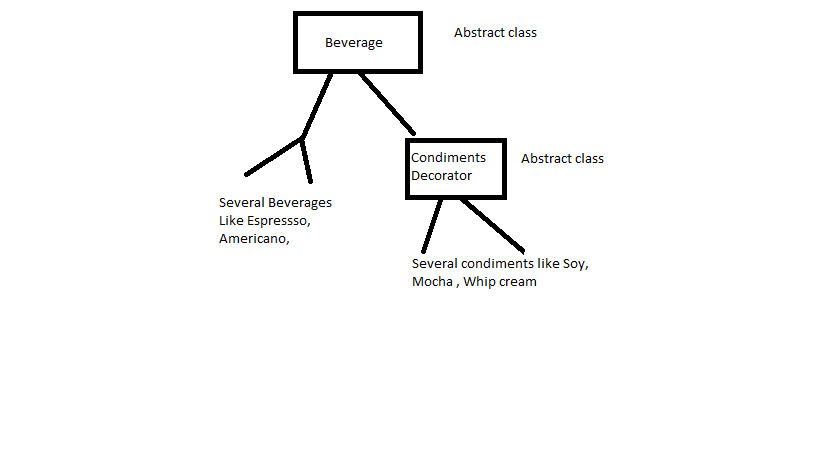 Beverage
Abstract class
Condiments
Decorator
Abstract class
Several Beverages
Like Espressso,
Americano,
Several condiments like Soy,
Mocha , Whip cream